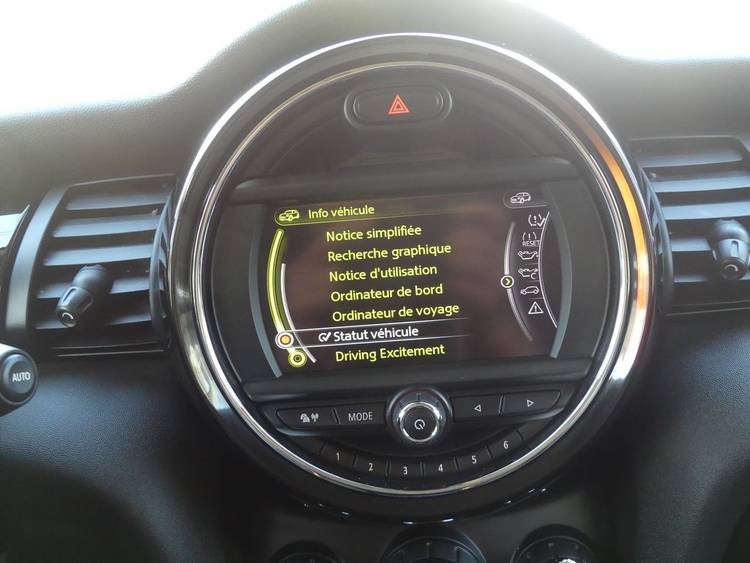 Info véhicule
Notice simplifiée
Recherche graphique
Notice d'utilisation
Ordinateur de bord
Ordinateur de voyage
Statut véhicule
Driving Excitement
RESET
AUTO
MODE
1 2 3 4 5 6